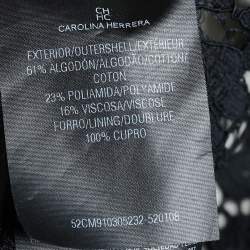 CH
HC
CAROLINA HERRERA
EXTERIOR/OUTERSHELL/EXTERIEUR
61% ALGODÓN/ALGODÃO/COTTON/
COTON.
23% POLIAMIDA/POLYAMIDE
16% VISCOSA/VISCOSE
FORRO/LINING/DOUBLURE
100% CUPRO
52CM910305232-520108